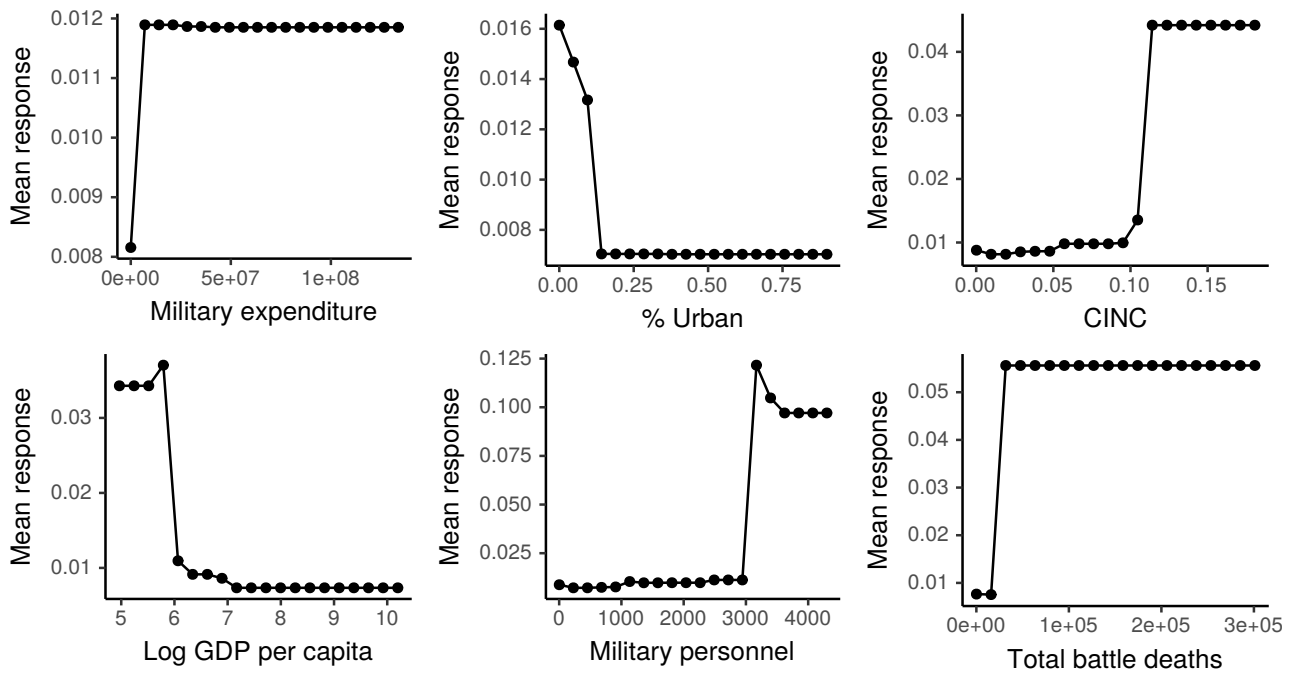 Mean response
0.012
0.011
0.010
0.009
0.008
0e+00 5e+07 1e+08
Military expenditure
Mean response
0.016
0.014
0.012
0.010
0.008
0.00 0.25 0.50 0.75
% Urban
Mean response
0.04
0.03
0.02
0.01
0.00 0.05 0.10 0.15
CINC
Mean response
0.03
0.02
0.01
5 6 7 8 9 10
Log GDP per capita
Mean response
0.125
0.100
0.075
0.050
0.025
0 1000 2000 3000 4000
Military personnel
Mean response
0.05
0.04
0.03
0.02
0.01
0e+00 1e+05 2e+05 3e+05
Total battle deaths